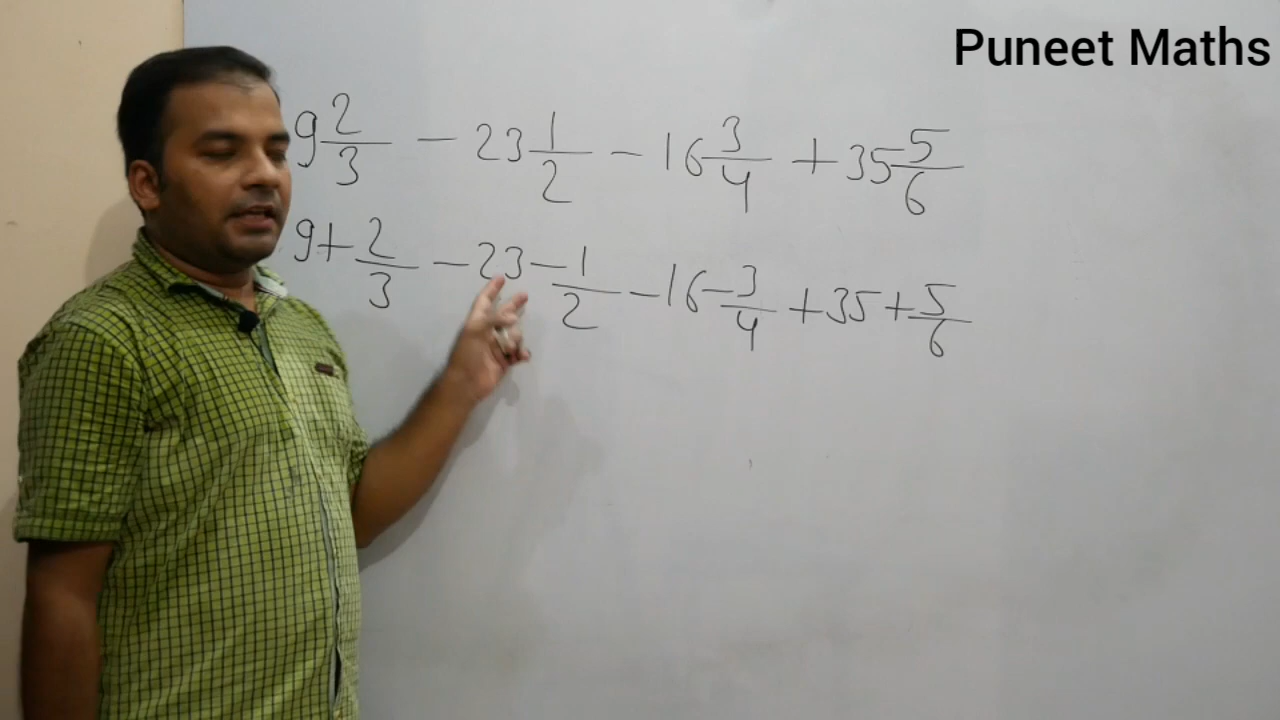 Puneet Maths
9 2/3 - 23 1/2 - 16 3/4 + 35 5/6
9 + 2/3 - 23 - 1/2 - 16 - 3/4 + 35 + 5/6